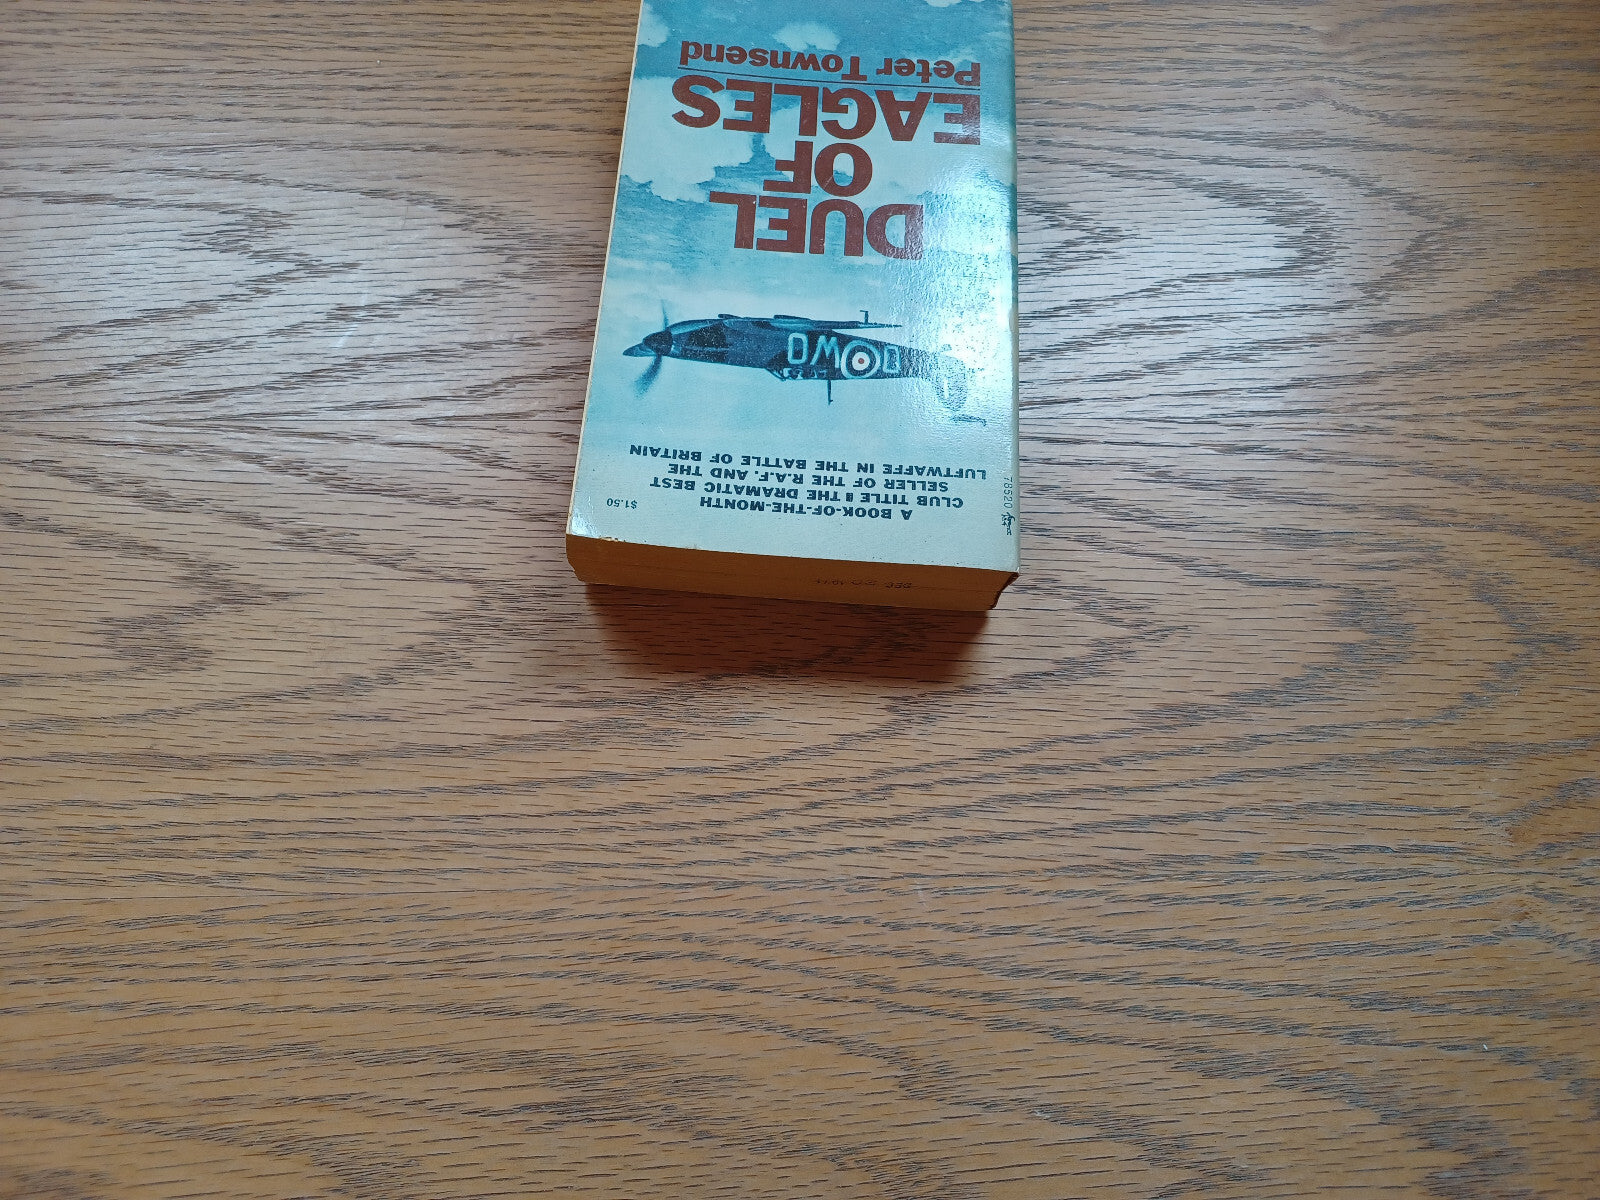 78520
$1.50
A BOOK-OF-THE-MONTH
CLUB TITLE THE DRAMATIC BEST
SELLER OF THE R.A.F. AND THE
LUFTWAFFE IN THE BATTLE OF BRITAIN
DUEL
OF
EAGLES
Peter Townsend